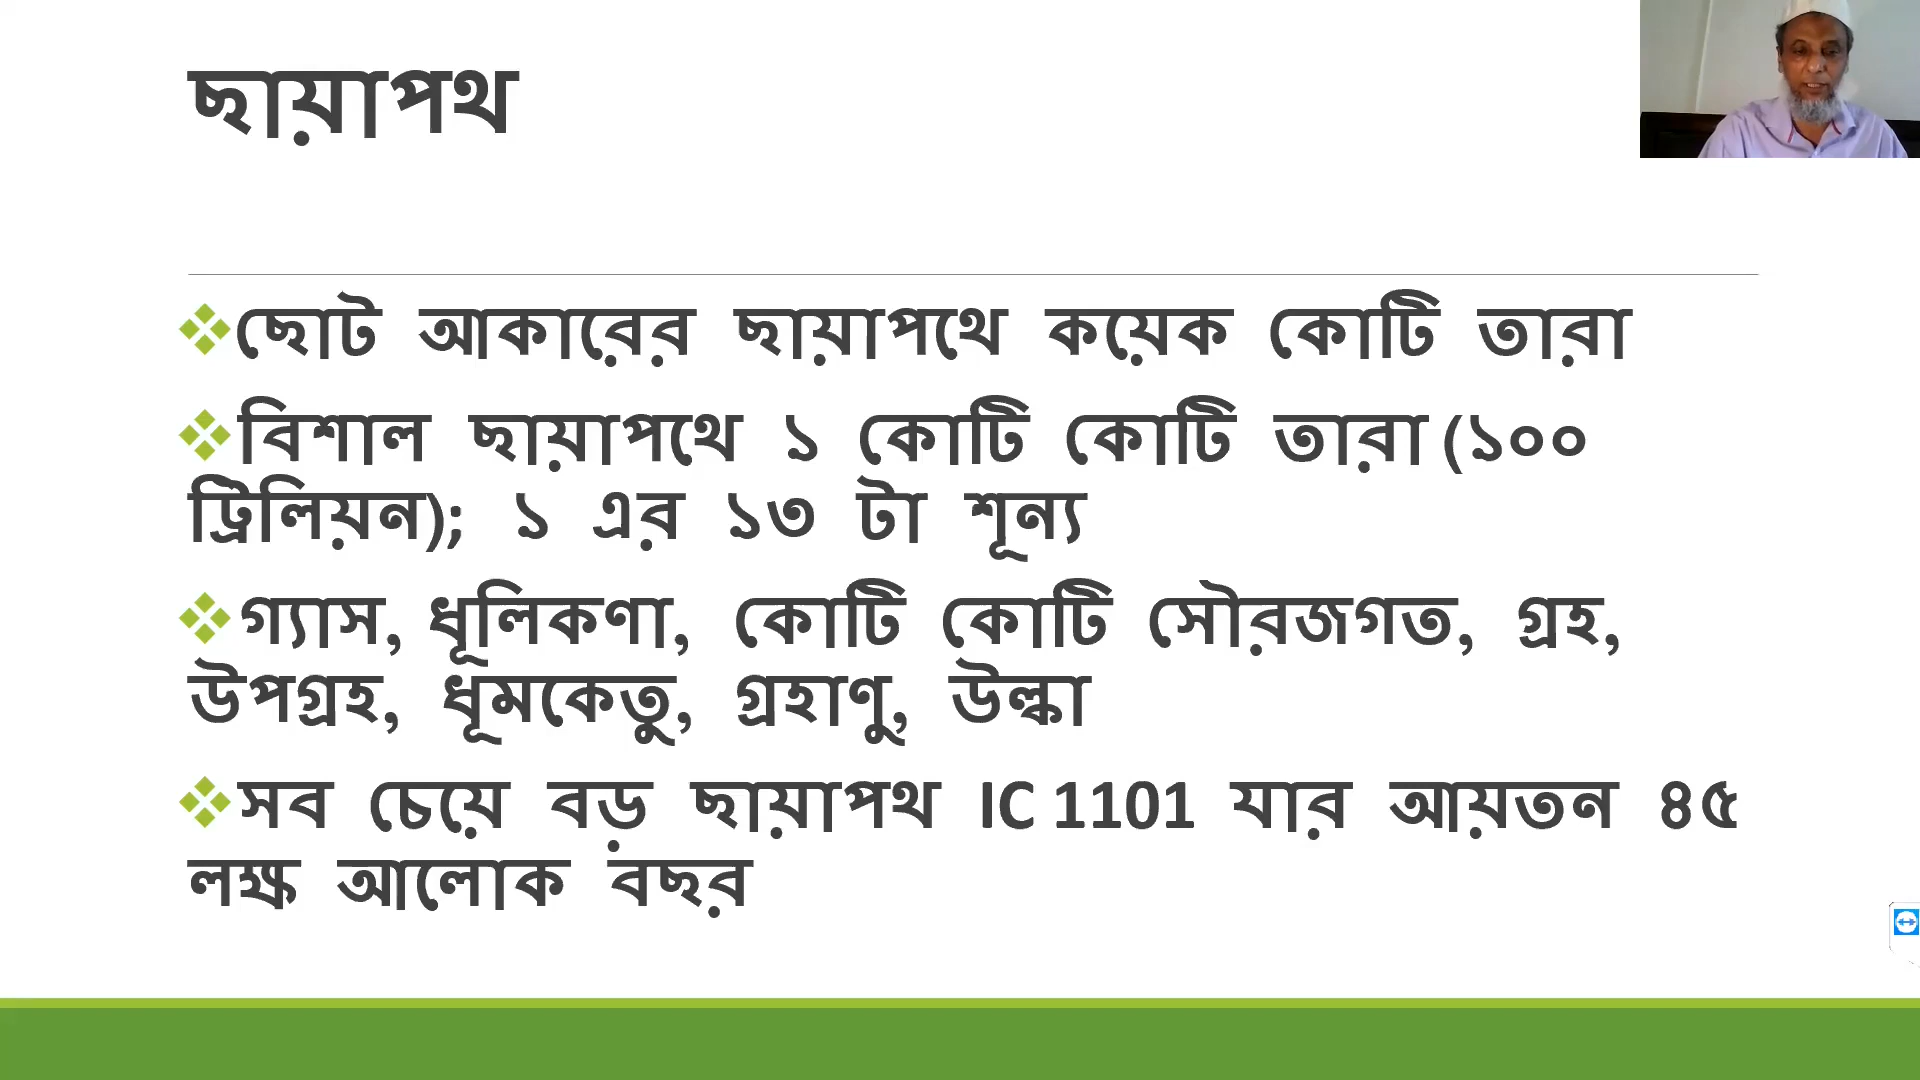 ছায়াপথ
❖ছোট আকারের ছায়াপথে কয়েক কোটি তারা
❖বিশাল ছায়াপথে ১ কোটি কোটি তারা (১০০
ট্রিলিয়ন); ১ এর ১৩ টা শূন্য
❖গ্যাস, ধূলিকণা, কোটি কোটি সৌরজগত, গ্রহ,
উপগ্রহ, ধূমকেতু, গ্রহাণু, উল্কা
❖সব চেয়ে বড় ছায়াপথ IC 1101 যার আয়তন ৪৫
লক্ষ আলোক বছর